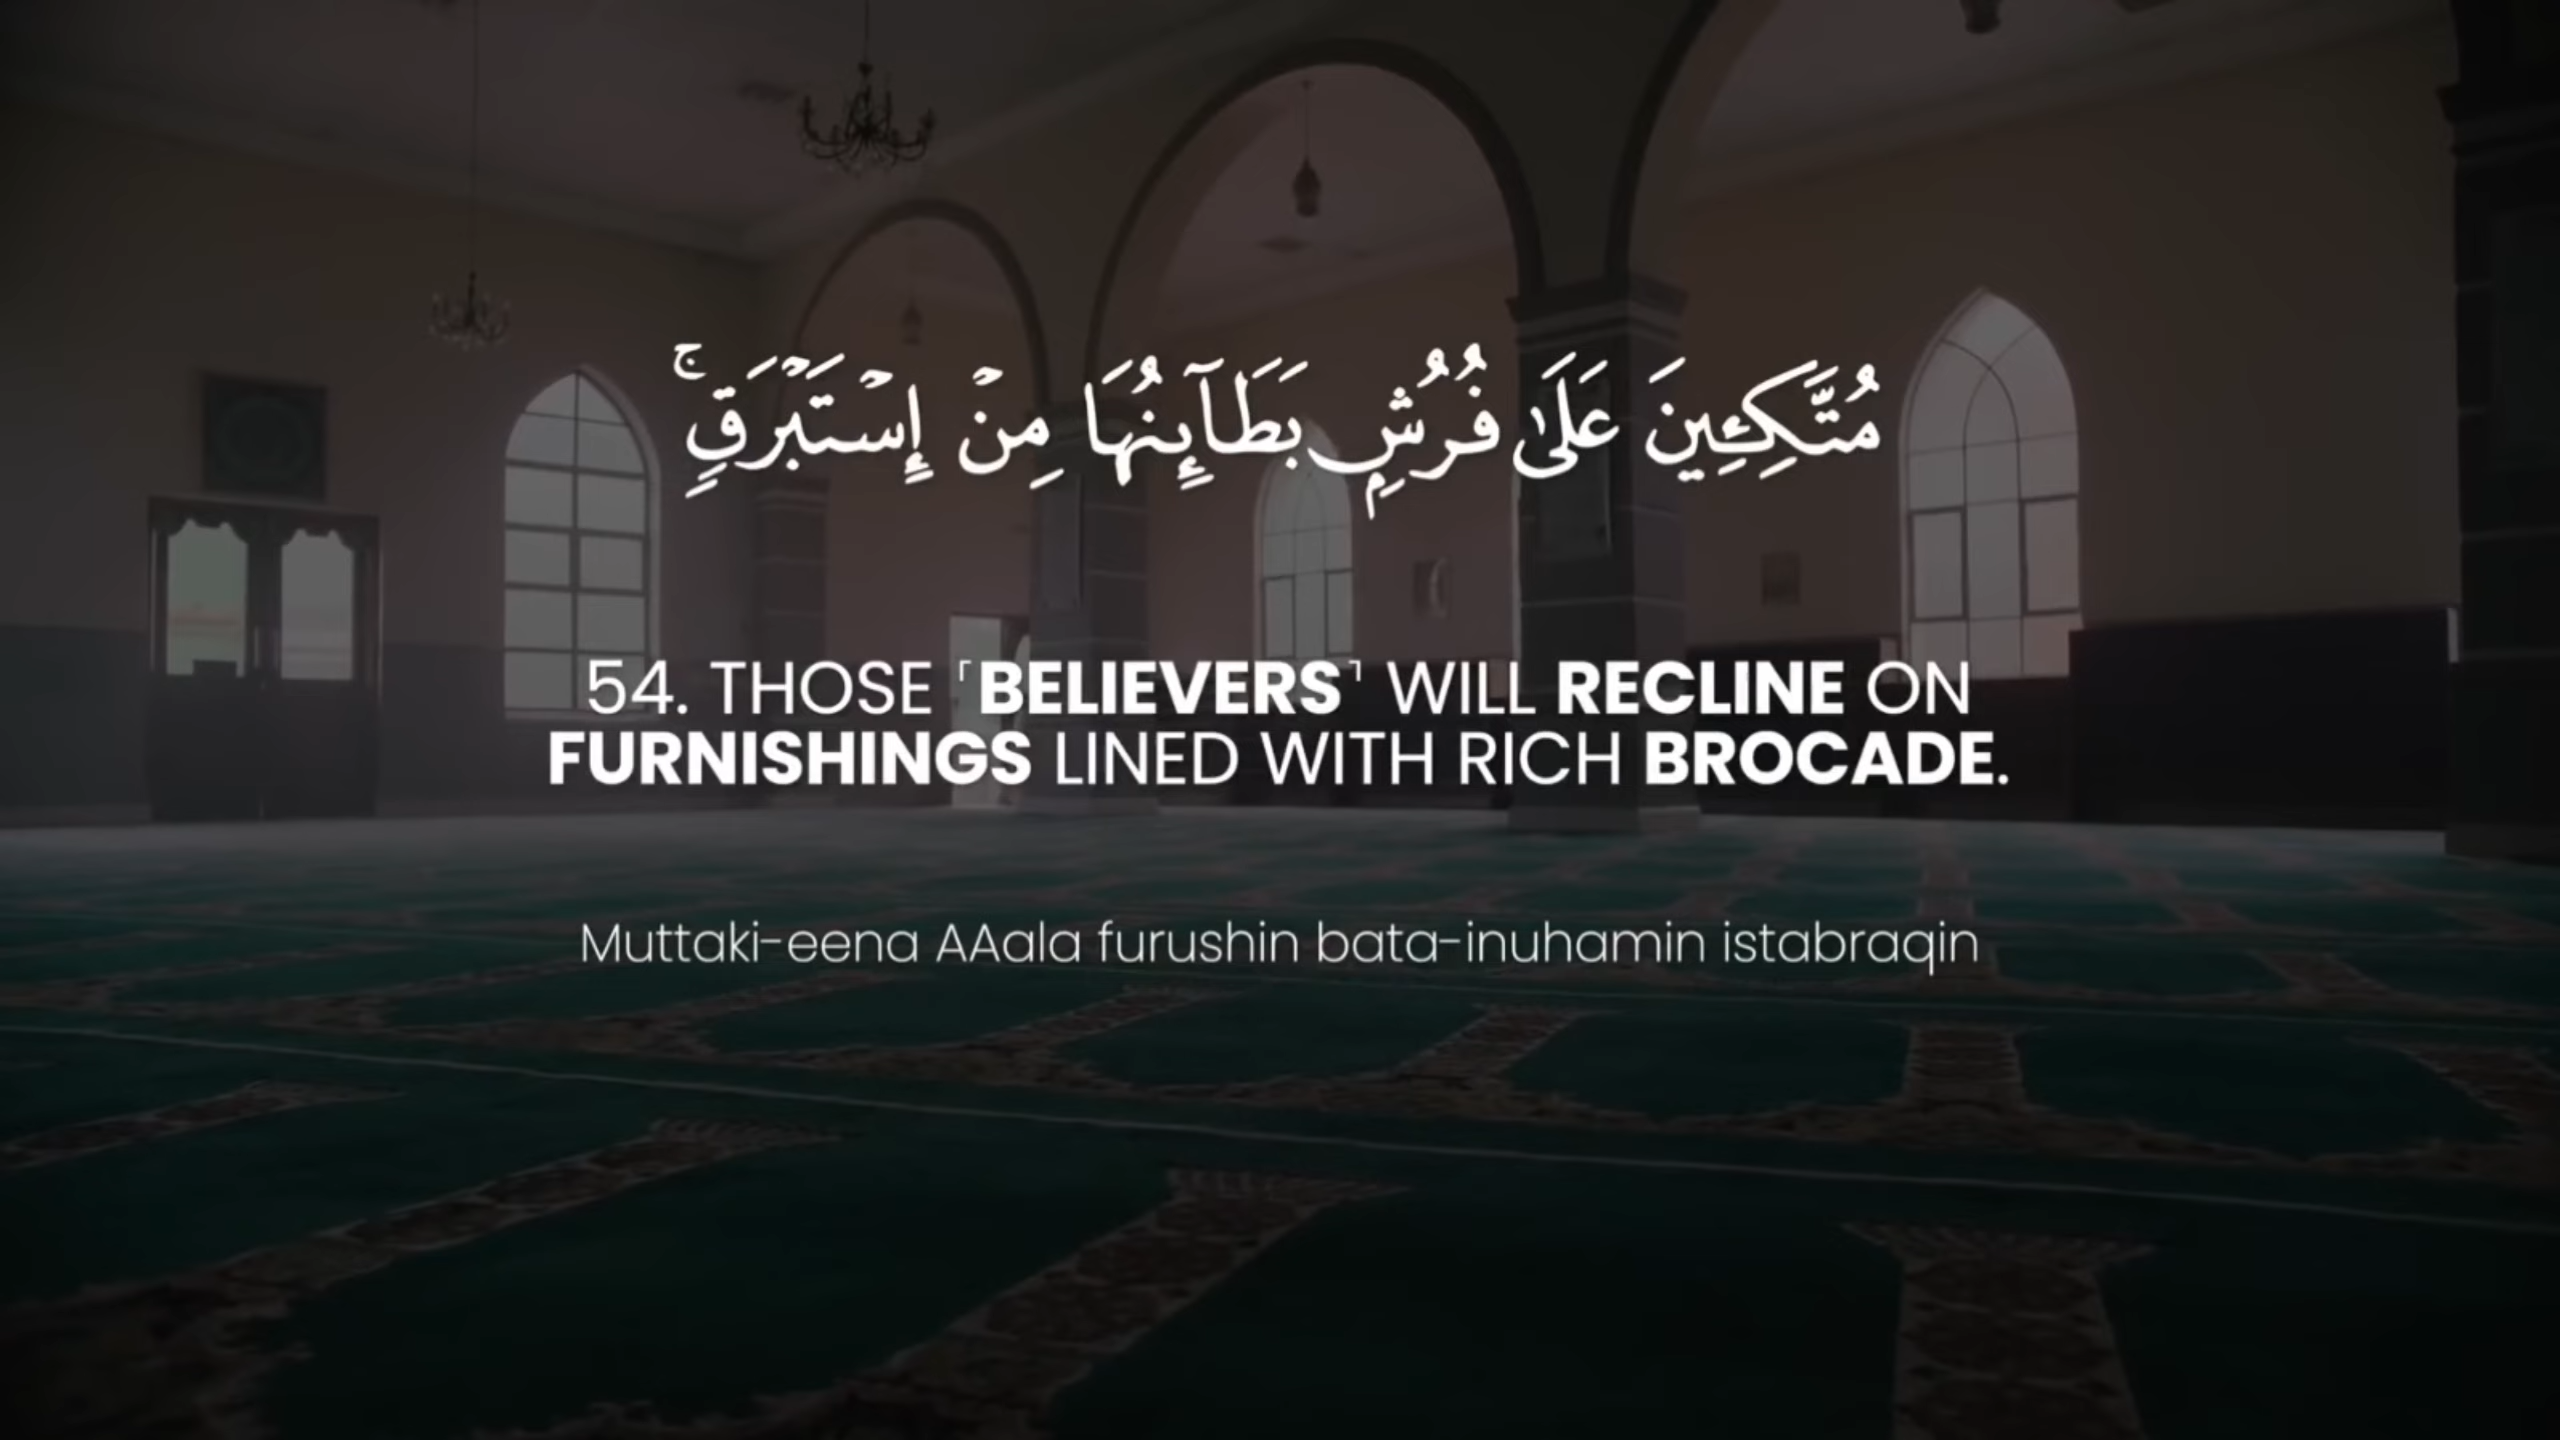 مُتَّكِـِٔينَ عَلَىٰ فُرُشٍۭ بَطَآئِنُهَا مِنۡ إِسۡتَبۡرَقٖۚ
54. THOSE ˹BELIEVERS˺ WILL RECLINE ON
FURNISHINGS LINED WITH RICH BROCADE.
Muttaki-eena AAala furushin bata-inuhamin istabraqin